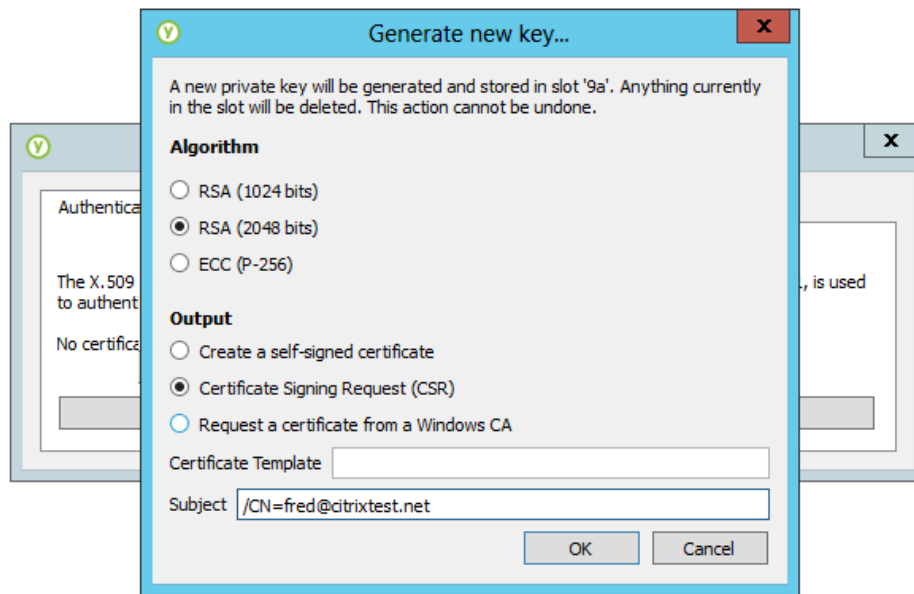 Generate new key...
A new private key will be generated and stored in slot '9a'. Anything currently
in the slot will be deleted. This action cannot be undone.
Algorithm
RSA (1024 bits)
RSA (2048 bits)
ECC (P-256)
Output
Create a self-signed certificate
Certificate Signing Request (CSR)
Request a certificate from a Windows CA
Certificate Template
Subject /CN=fred@citrixtest.net
OK Cancel
The X.509
to authent
, is used